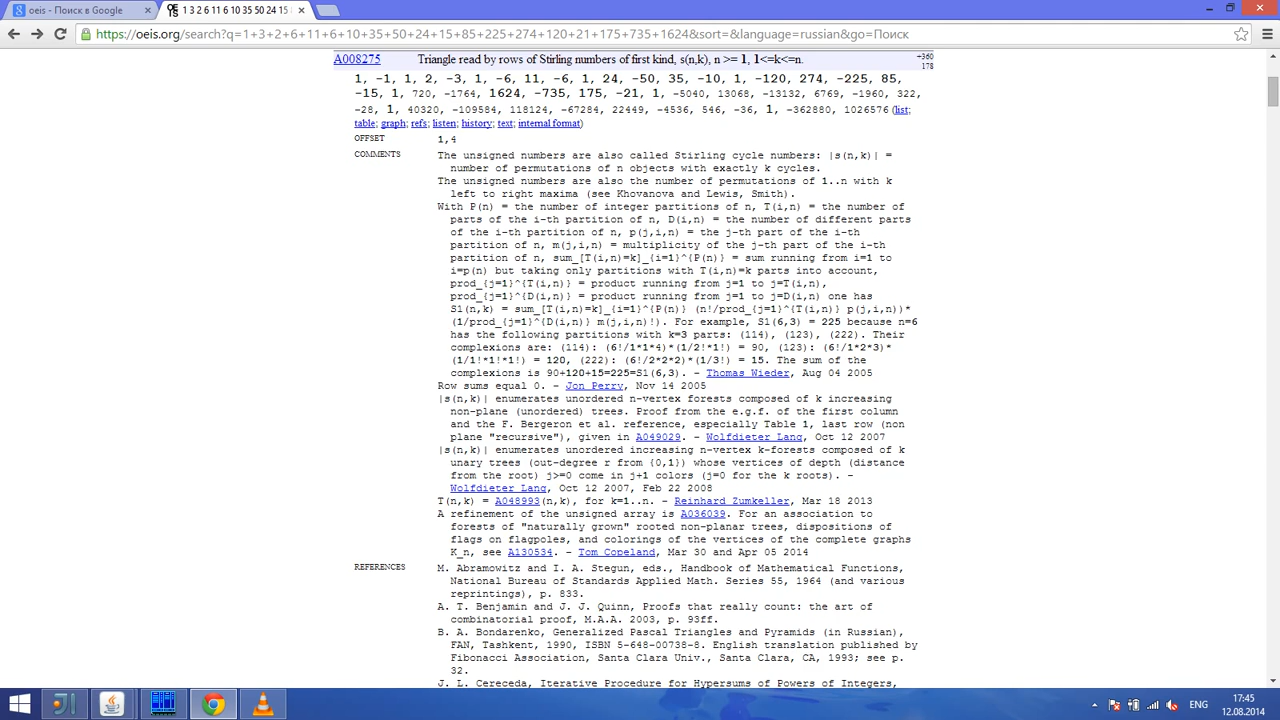 oeis - Поиск в Google
1 3 2 6 11 6 10 35 50 24 15
https://oeis.org/search?q=1+3+2+6+11+6+10+35+50+24+15+85+225+274+120+21+175+735+1624+&sort=&language=russian&go=Поиск
A008275 Triangle read by rows of Stirling numbers of first kind, s(n,k), n >= 1, 1<=k<=n. +360
178
1, -1, 1, 2, -3, 1, -6, 11, -6, 1, 24, -50, 35, -10, 1, -120, 274, -225, 85,
-15, 1, 720, -1764, 1624, -735, 175, -21, 1, -5040, 13068, -13132, 6769, -1960, 322,
-28, 1, 40320, -109584, 118124, -67284, 22449, -4536, 546, -36, 1, -362880, 1026576 (list;
table; graph; refs; listen; history; text; internal format)
OFFSET 1,4
COMMENTS The unsigned numbers are also called Stirling cycle numbers: |s(n,k)| =
number of permutations of n objects with exactly k cycles.
The unsigned numbers are also the number of permutations of 1..n with k
left to right maxima (see Khovanova and Lewis, Smith).
With P(n) = the number of integer partitions of n, T(i,n) = the number of
parts of the i-th partition of n, D(i,n) = the number of different parts
of the i-th partition of n, p(j,i,n) = the j-th part of the i-th
partition of n, m(j,i,n) = multiplicity of the j-th part of the i-th
partition of n, sum_[T(i,n)=k]_{i=1}^{P(n)} = sum running from i=1 to
i=p(n) but taking only partitions with T(i,n)=k parts into account,
prod_{j=1}^{T(i,n)} = product running from j=1 to j=T(i,n),
prod_{j=1}^{D(i,n)} = product running from j=1 to j=D(i,n) one has
S1(n,k) = sum_[T(i,n)=k]_{i=1}^{P(n)} (n!/prod_{j=1}^{T(i,n)} p(j,i,n))*
(1/prod_{j=1}^{D(i,n)} m(j,i,n)!). For example, S1(6,3) = 225 because n=6
has the following partitions with k=3 parts: (114), (123), (222). Their
complexions are: (114): (6!/1*1*4)*(1/2!*1!) = 90, (123): (6!/1*2*3)*
(1/1!*1!*1!) = 120, (222): (6!/2*2*2)*(1/3!) = 15. The sum of the
complexions is 90+120+15=225=S1(6,3). - Thomas Wieder, Aug 04 2005
Row sums equal 0. - Jon Perry, Nov 14 2005
|s(n,k)| enumerates unordered n-vertex forests composed of k increasing
non-plane (unordered) trees. Proof from the e.g.f. of the first column
and the F. Bergeron et al. reference, especially Table 1, last row (non
plane "recursive"), given in A049029. - Wolfdieter Lang, Oct 12 2007
|s(n,k)| enumerates unordered increasing n-vertex k-forests composed of k
unary trees (out-degree r from {0,1}) whose vertices of depth (distance
from the root) j>=0 come in j+1 colors (j=0 for the k roots). -
Wolfdieter Lang, Oct 12 2007, Feb 22 2008
T(n,k) = A048993(n,k), for k=1..n. - Reinhard Zumkeller, Mar 18 2013
A refinement of the unsigned array is A036039. For an association to
forests of "naturally grown" rooted non-planar trees, dispositions of
flags on flagpoles, and colorings of the vertices of the complete graphs
K_n, see A130534. - Tom Copeland, Mar 30 and Apr 05 2014
REFERENCES M. Abramowitz and I. A. Stegun, eds., Handbook of Mathematical Functions,
National Bureau of Standards Applied Math. Series 55, 1964 (and various
reprintings), p. 833.
A. T. Benjamin and J. J. Quinn, Proofs that really count: the art of
combinatorial proof, M.A.A. 2003, p. 93ff.
B. A. Bondarenko, Generalized Pascal Triangles and Pyramids (in Russian),
FAN, Tashkent, 1990, ISBN 5-648-00738-8. English translation published by
Fibonacci Association, Santa Clara Univ., Santa Clara, CA, 1993; see p.
32.
J. L. Cereceda, Iterative Procedure for Hypersums of Powers of Integers,
ENG
17:45
12.08.2014